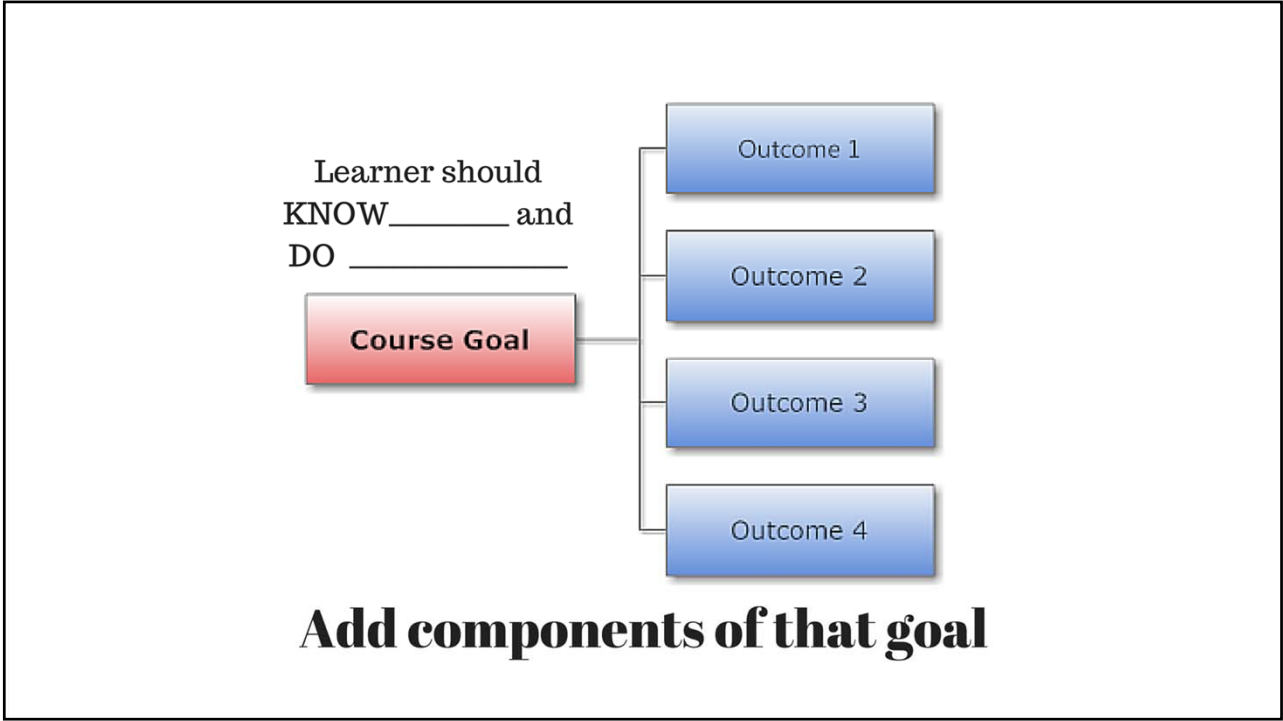 Learner should
KNOW________ and
DO ______________
Course Goal
Outcome 1
Outcome 2
Outcome 3
Outcome 4
Add components of that goal